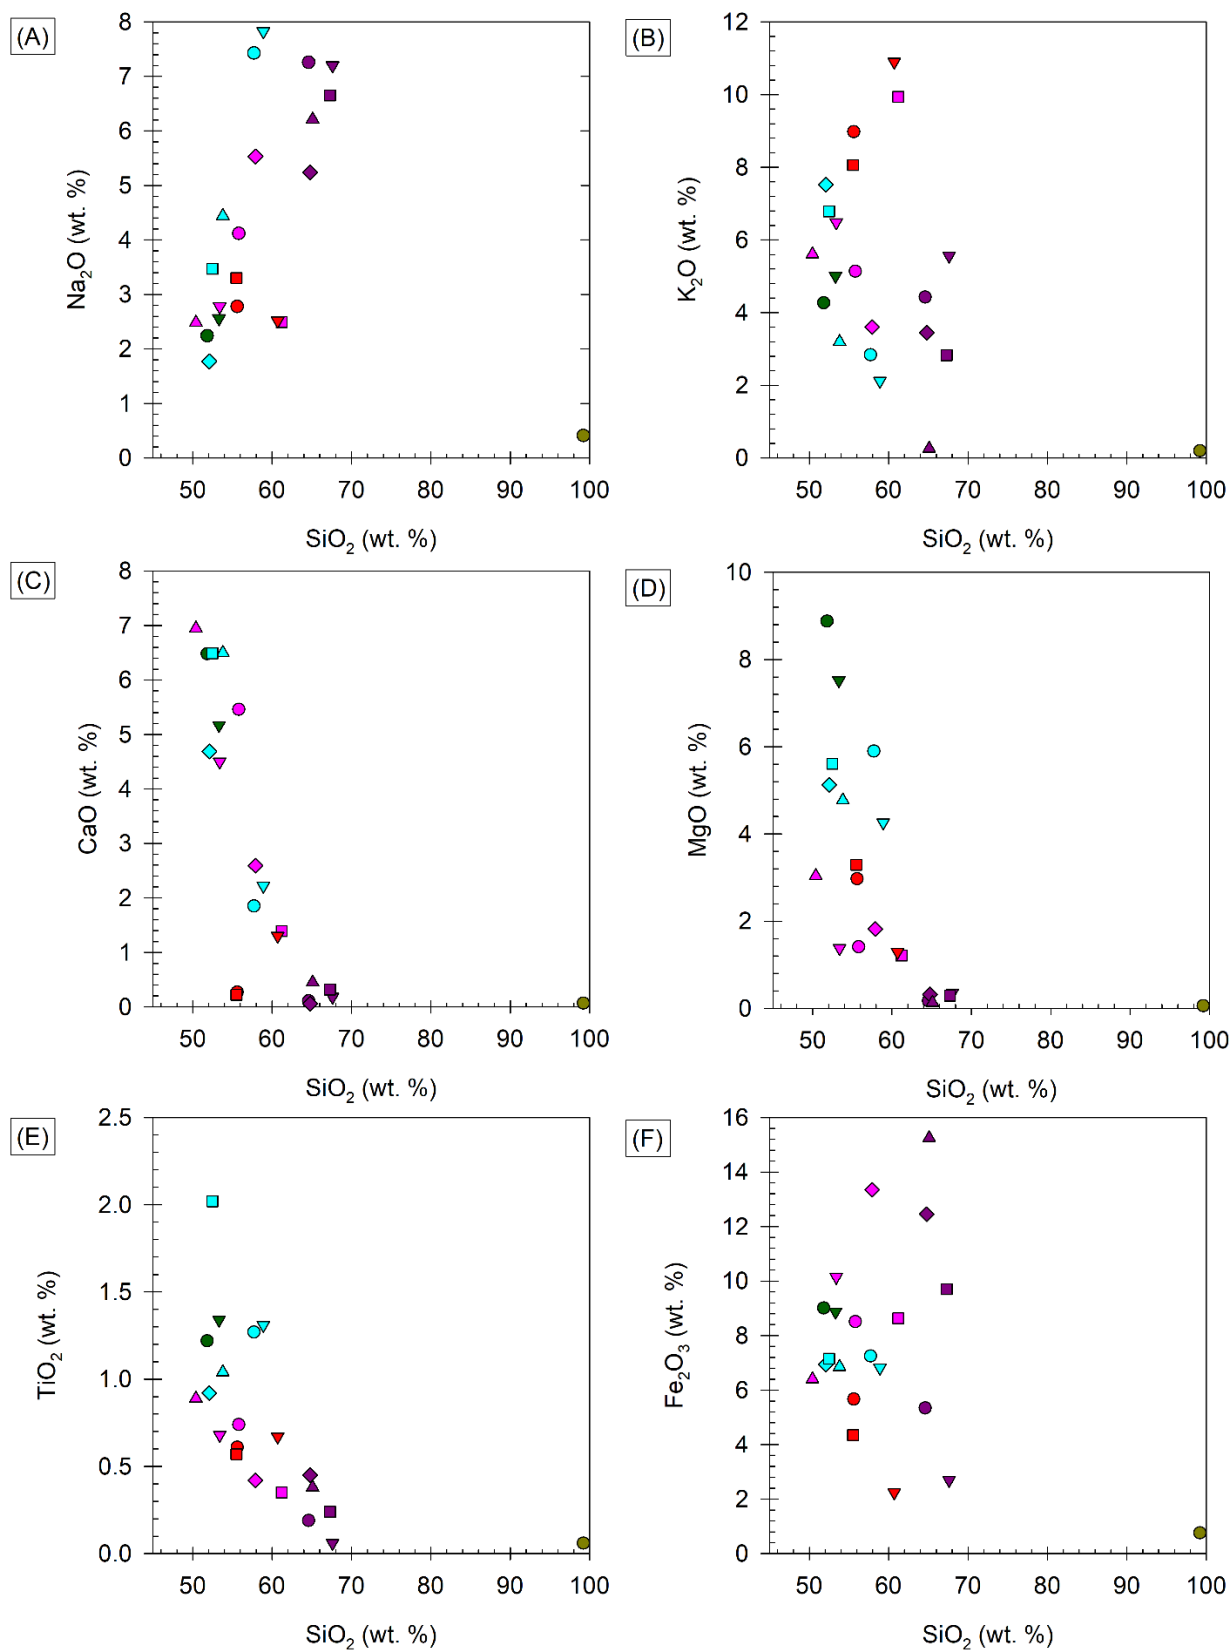 (A)
8
7
6
5
4
3
2
1
0
Na₂O (wt. %)
50 60 70 80 90 100
SiO₂ (wt. %)
(B)
12
10
8
6
4
2
0
K₂O (wt. %)
50 60 70 80 90 100
SiO₂ (wt. %)
(C)
8
7
6
5
4
3
2
1
0
CaO (wt. %)
50 60 70 80 90 100
SiO₂ (wt. %)
(D)
10
8
6
4
2
0
MgO (wt. %)
50 60 70 80 90 100
SiO₂ (wt. %)
(E)
2.5
2.0
1.5
1.0
0.5
0.0
TiO₂ (wt. %)
50 60 70 80 90 100
SiO₂ (wt. %)
(F)
16
14
12
10
8
6
4
2
0
Fe₂O₃ (wt. %)
50 60 70 80 90 100
SiO₂ (wt. %)